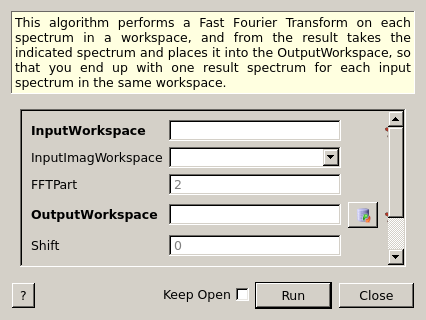 This algorithm performs a Fast Fourier Transform on each
spectrum in a workspace, and from the result takes the
indicated spectrum and places it into the OutputWorkspace, so
that you end up with one result spectrum for each input
spectrum in the same workspace.
InputWorkspace
InputImagWorkspace
FFTPart 2
OutputWorkspace
Shift 0
? Keep Open Run Close